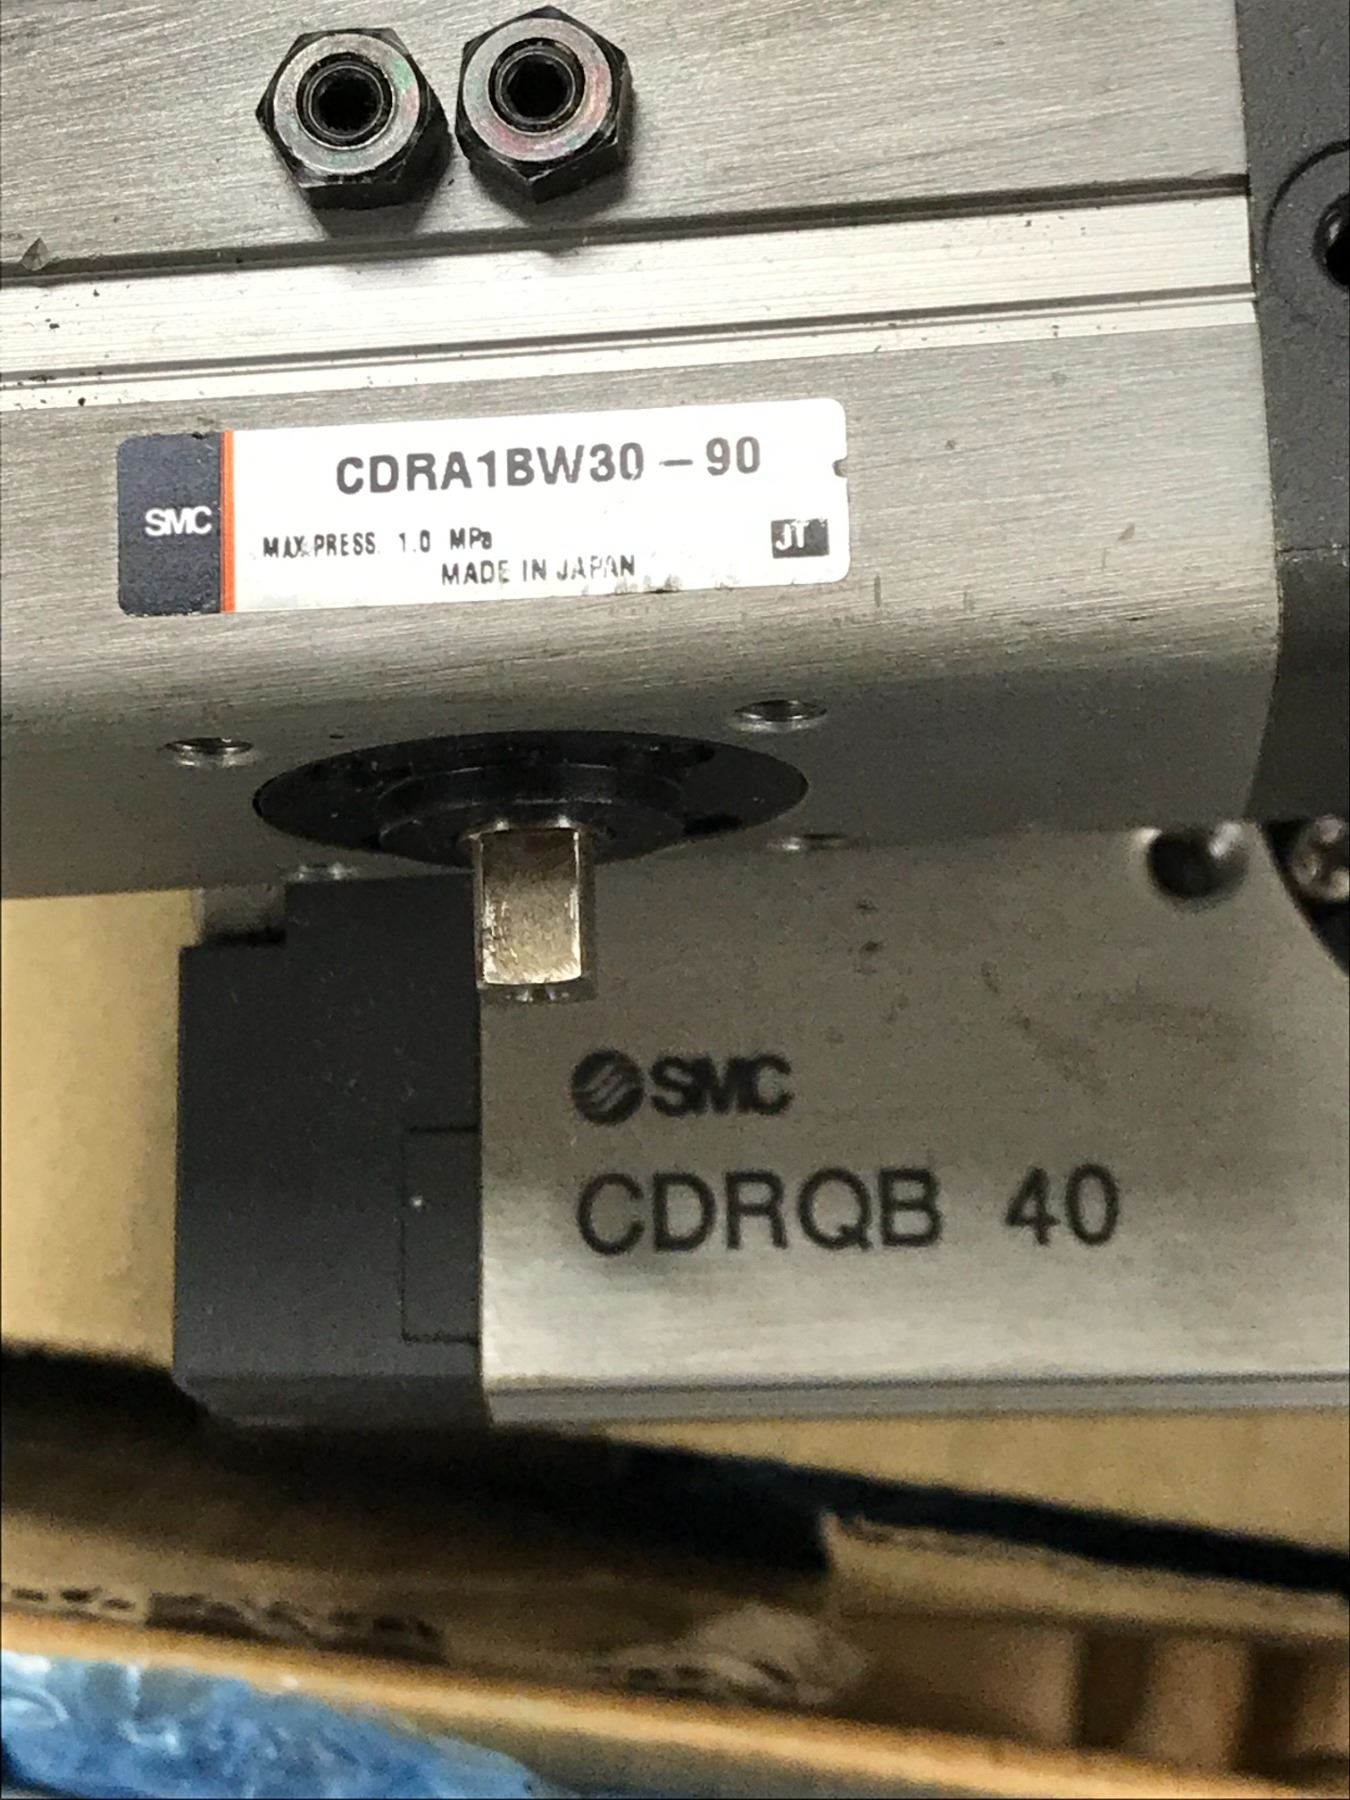 CDRA1BW30-90
SMC
MAX.PRESS. 1.0 MPa
JT
MADE IN JAPAN
SMC
CDRQB 40